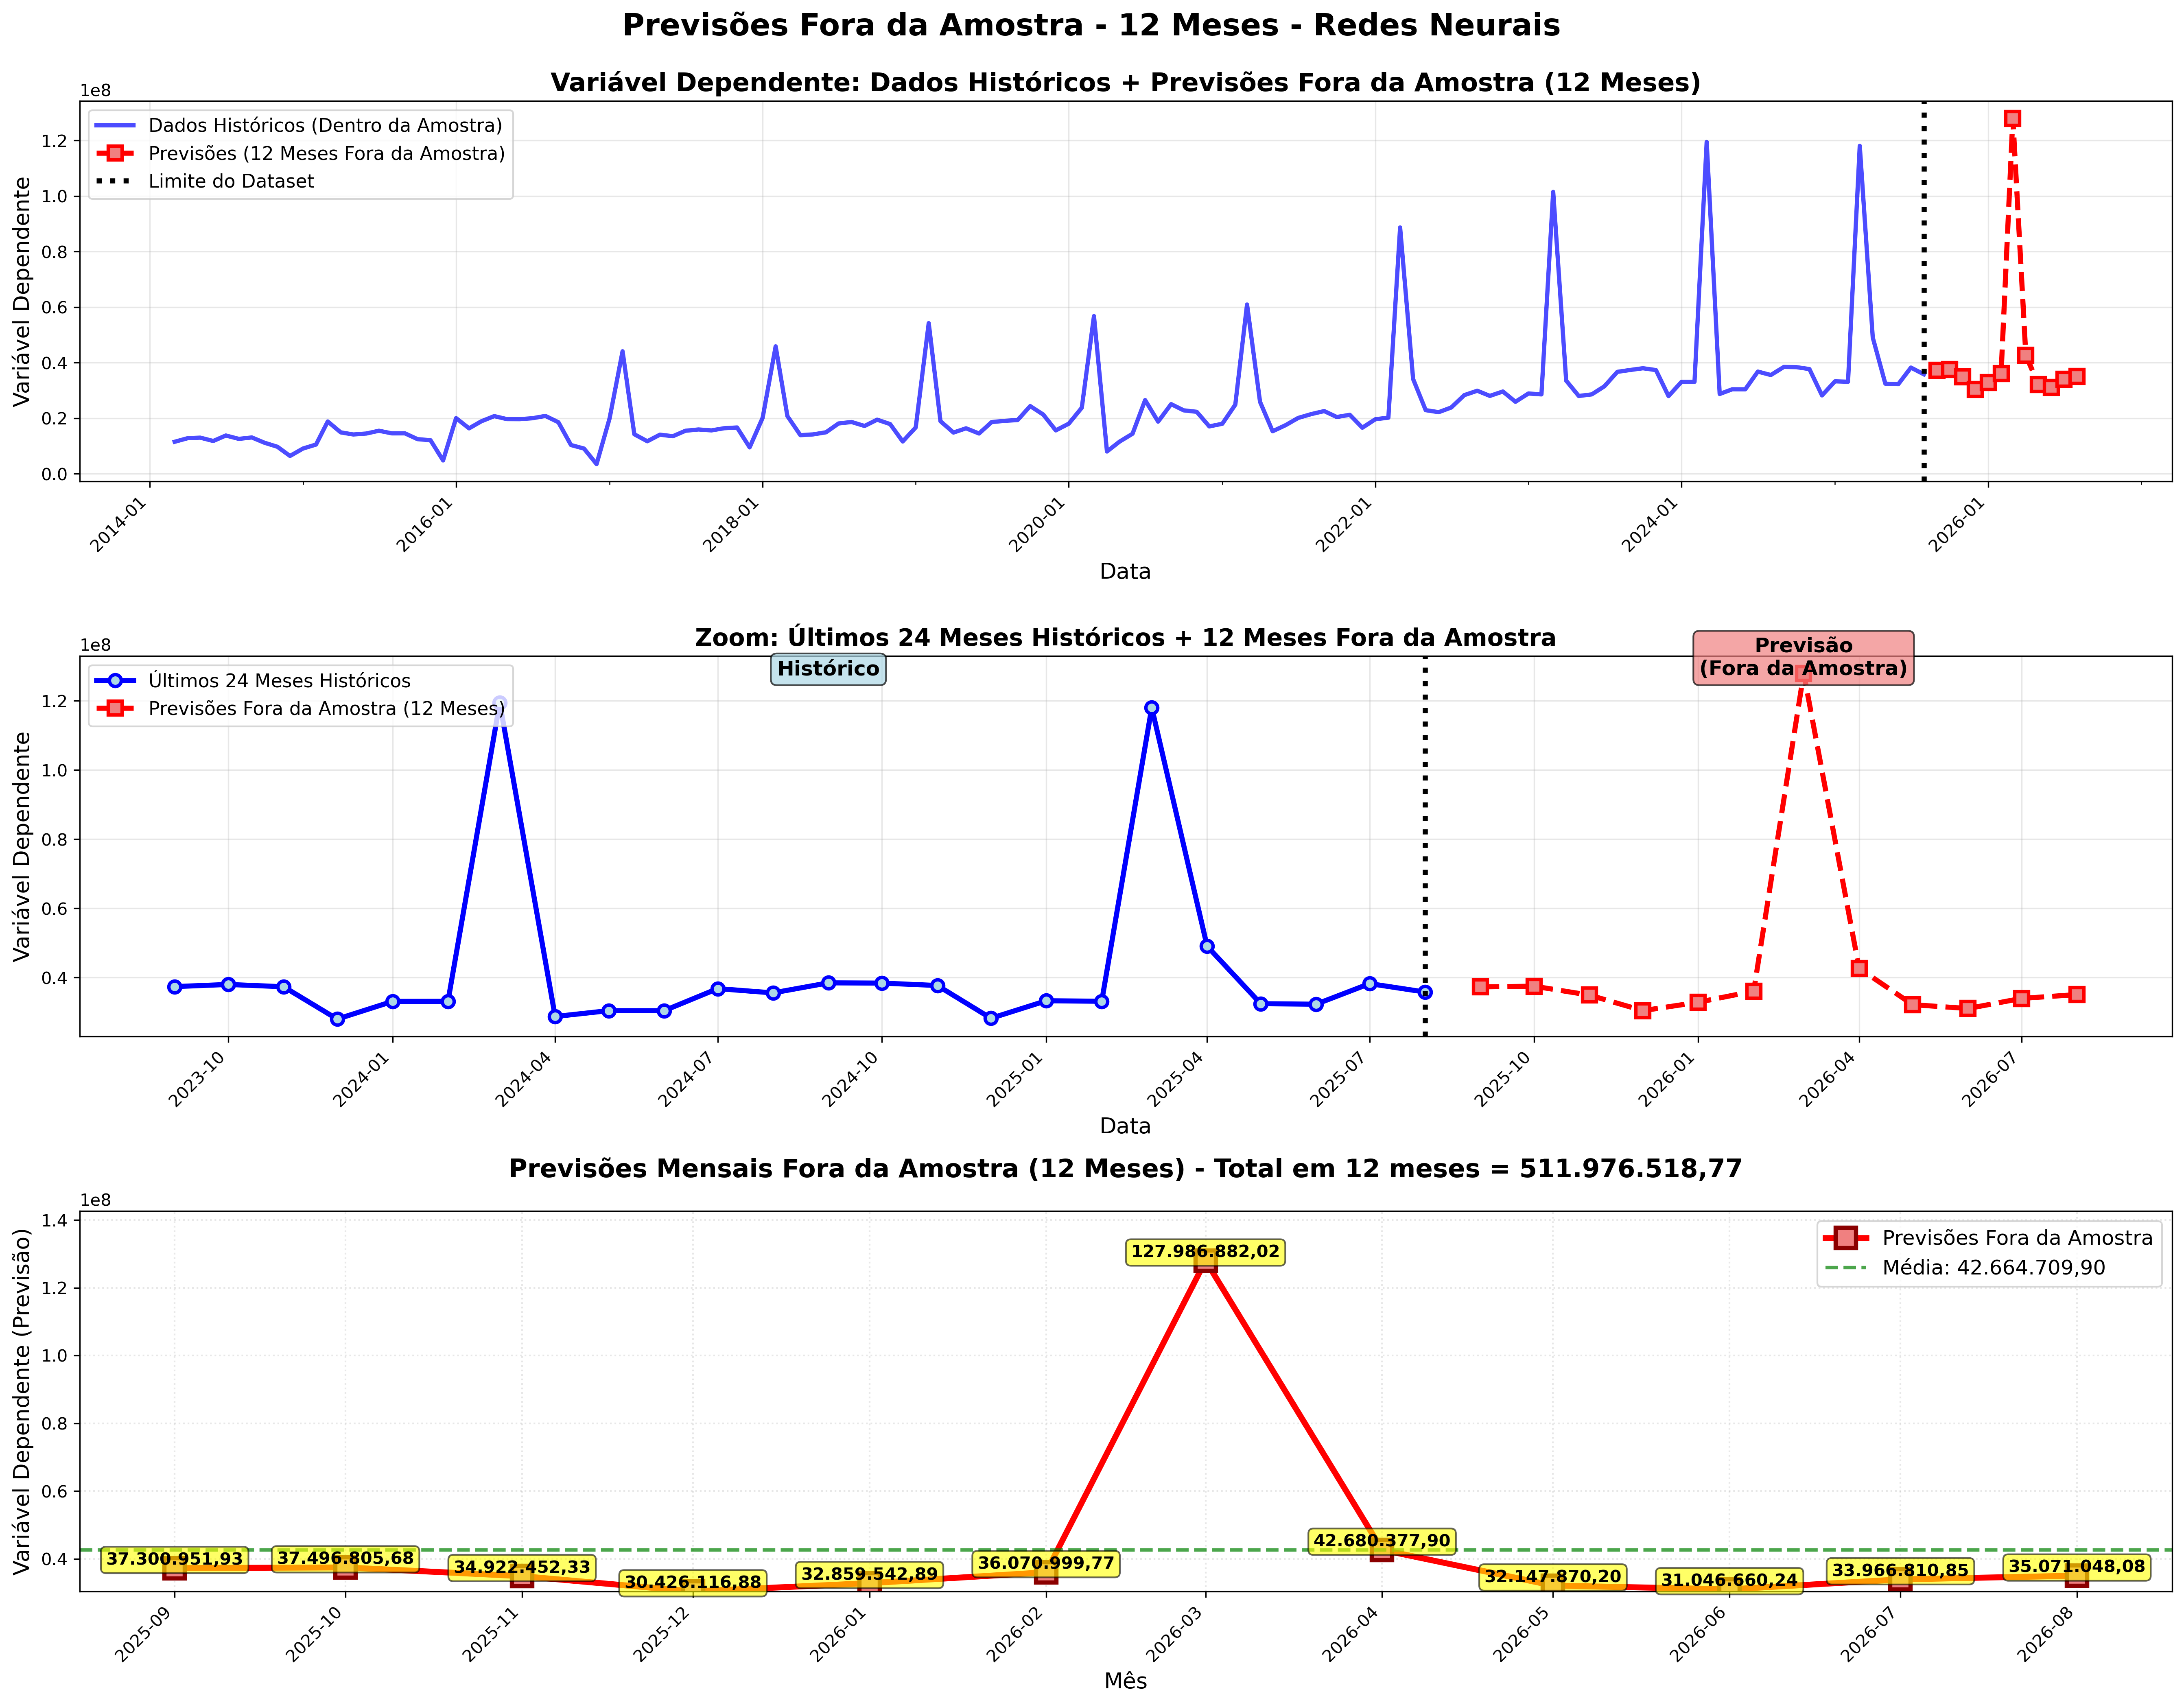 Previsões Fora da Amostra - 12 Meses - Redes Neurais
Variável Dependente: Dados Históricos + Previsões Fora da Amostra (12 Meses)
1e8
Dados Históricos (Dentro da Amostra)
Previsões (12 Meses Fora da Amostra)
Limite do Dataset
Variável Dependente
1.2
1.0
0.8
0.6
0.4
0.2
0.0
2014-01
2016-01
2018-01
2020-01
2022-01
2024-01
2026-01
Data
Zoom: Últimos 24 Meses Históricos + 12 Meses Fora da Amostra
1e8
Últimos 24 Meses Históricos
Previsões Fora da Amostra (12 Meses)
Histórico
Previsão
(Fora da Amostra)
Variável Dependente
1.2
1.0
0.8
0.6
0.4
2023-10
2024-01
2024-04
2024-07
2024-10
2025-01
2025-04
2025-07
2025-10
2026-01
2026-04
2026-07
Data
Previsões Mensais Fora da Amostra (12 Meses) - Total em 12 meses = 511.976.518,77
1e8
Previsões Fora da Amostra
Média: 42.664.709,90
Variável Dependente (Previsão)
1.4
1.2
1.0
0.8
0.6
0.4
37.300.951,93
37.496.805,68
34.922.452,33
30.426.116,88
32.859.542,89
36.070.999,77
127.986.882,02
42.680.377,90
32.147.870,20
31.046.660,24
33.966.810,85
35.071.048,08
2025-09
2025-10
2025-11
2025-12
2026-01
2026-02
2026-03
2026-04
2026-05
2026-06
2026-07
2026-08
Mês